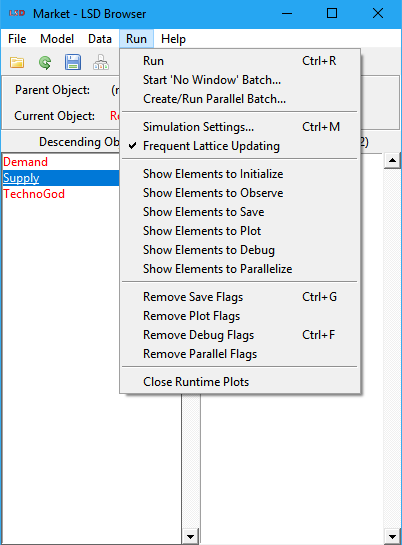 LSD Market - LSD Browser
File Model Data Run Help
Parent Object:
Current Object:
Descending Obj
2)
Demand
Supply
TechnoGod
Run Ctrl+R
Start 'No Window' Batch...
Create/Run Parallel Batch...
Simulation Settings... Ctrl+M
Frequent Lattice Updating
Show Elements to Initialize
Show Elements to Observe
Show Elements to Save
Show Elements to Plot
Show Elements to Debug
Show Elements to Parallelize
Remove Save Flags Ctrl+G
Remove Plot Flags
Remove Debug Flags Ctrl+F
Remove Parallel Flags
Close Runtime Plots